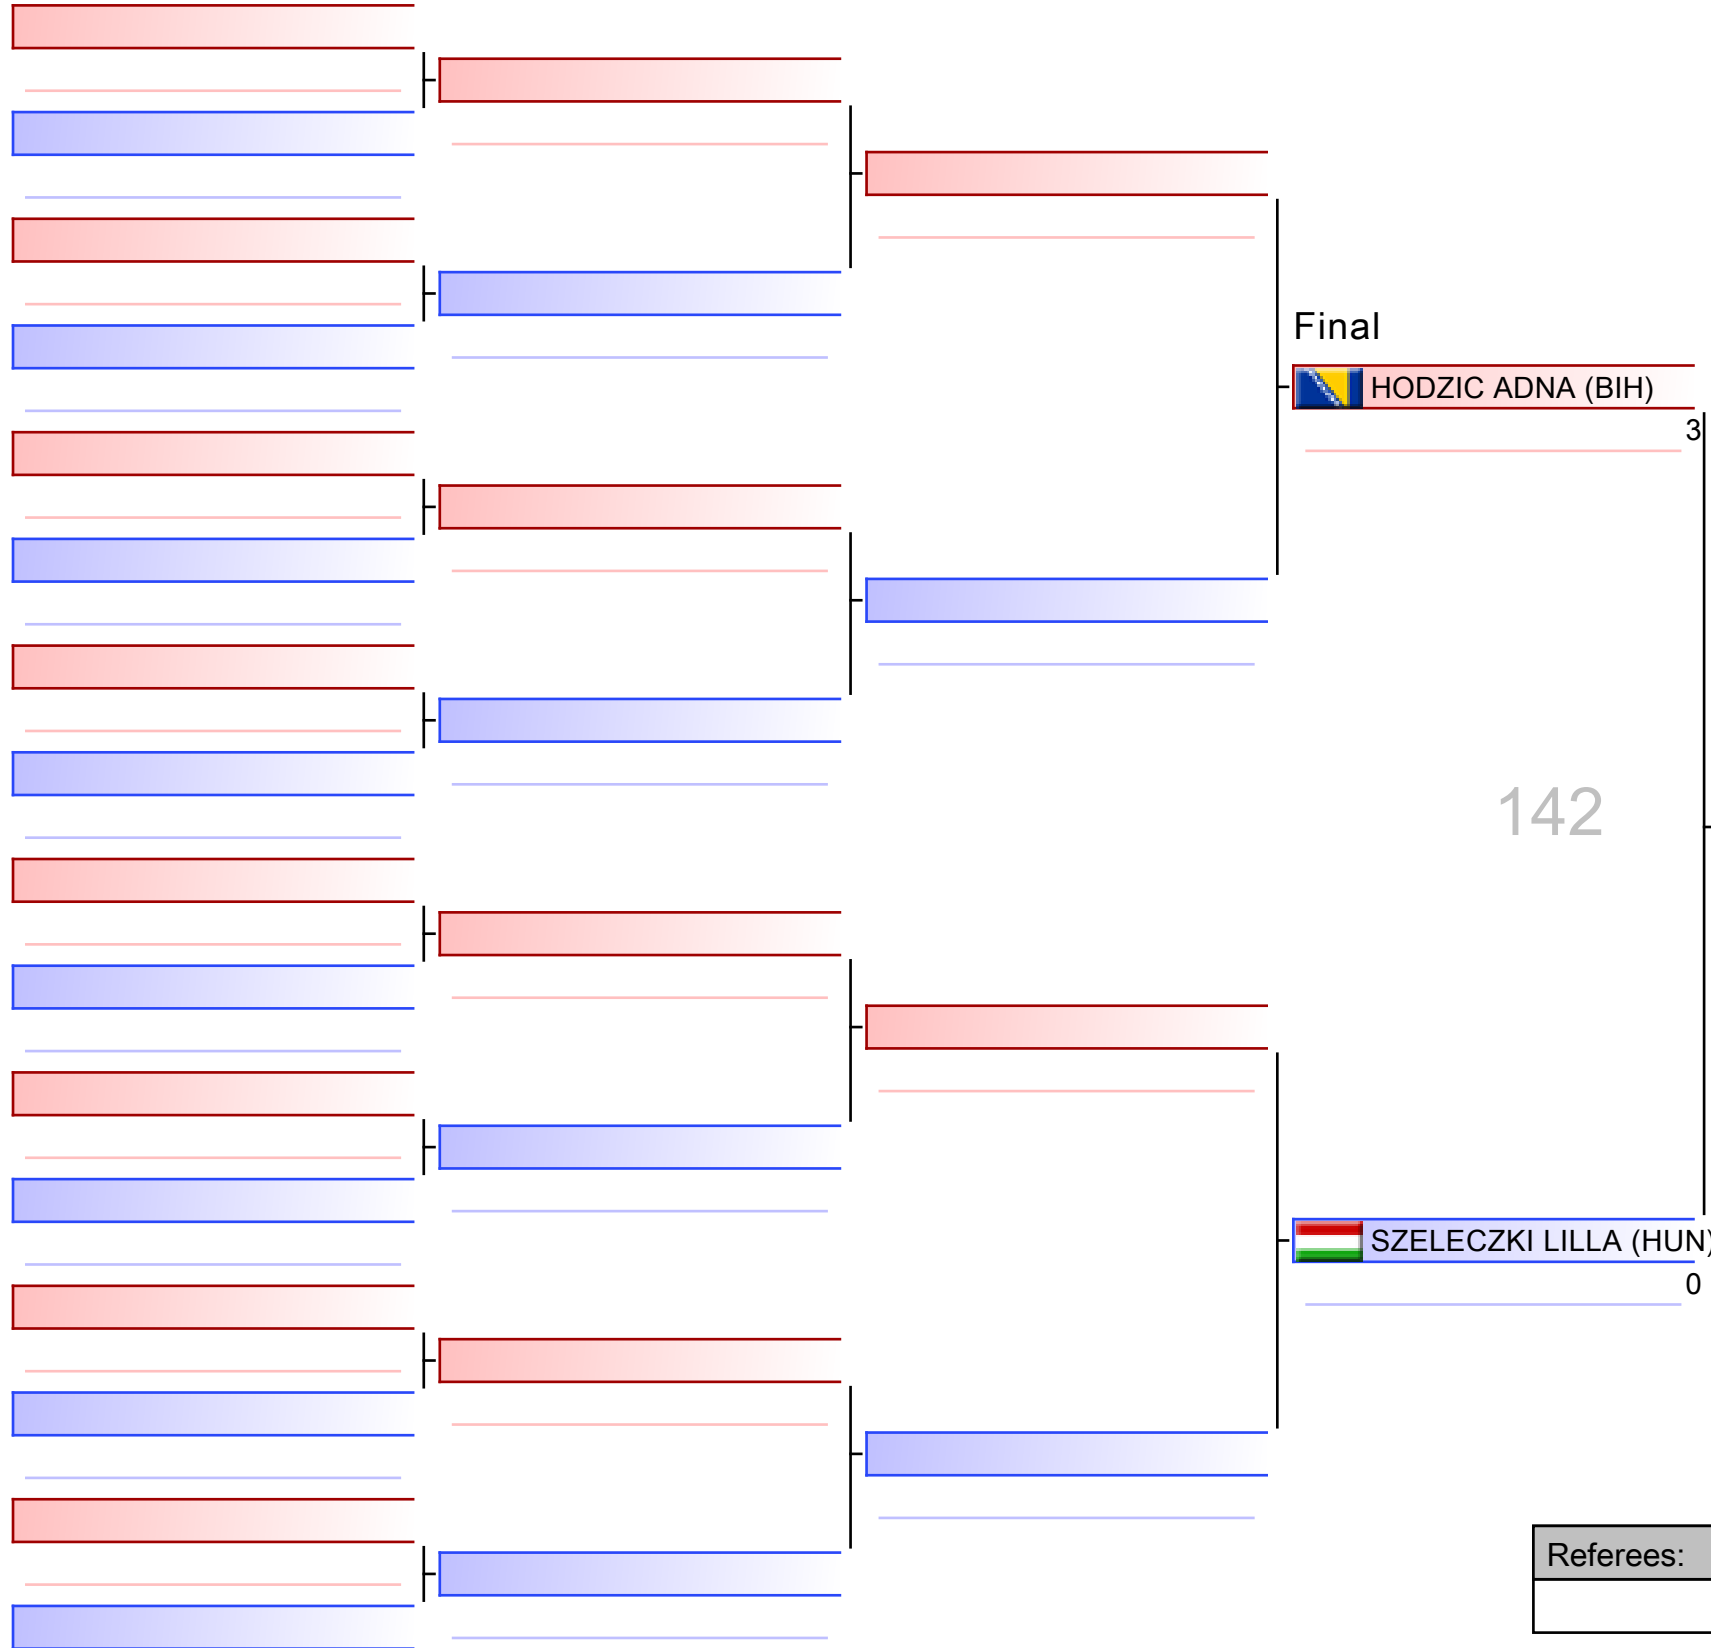 Final
HODZIC ADNA (BIH)
3
142
SZELECZKI LILLA (HUN)
0
Referees: